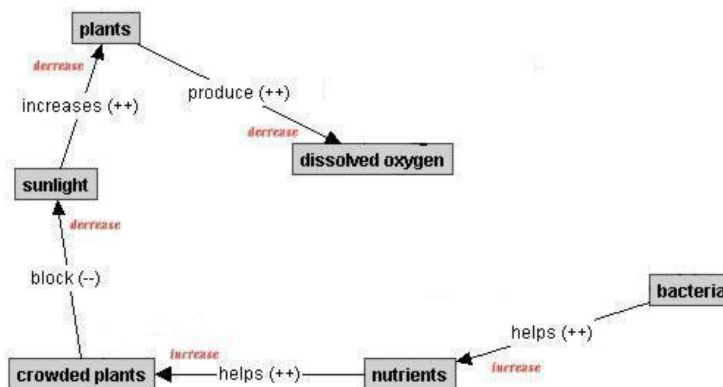 plants
decrease
increases (++)
produce (++)
decrease
dissolved oxygen
sunlight
decrease
block (--)
bacteria
helps (++)
increase
increase
crowded plants
helps (++)
nutrients